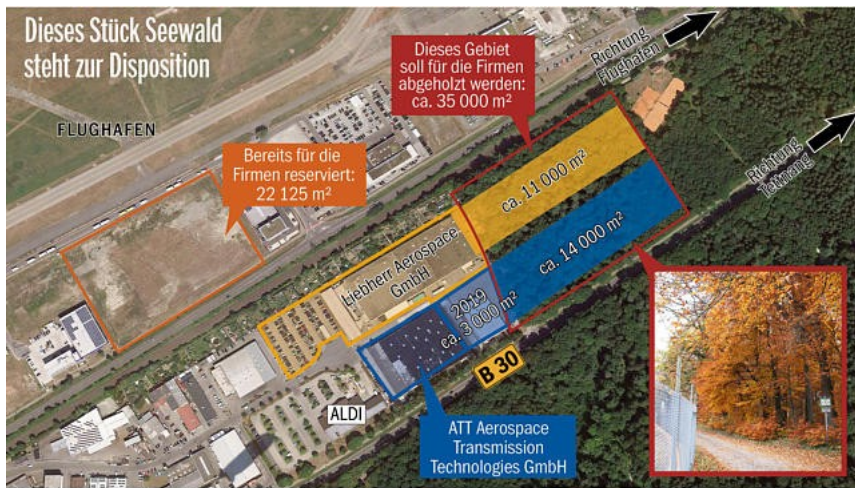 Dieses Stück Seewald
steht zur Disposition
FLUGHAFEN
Dieses Gebiet
soll für die Firmen
abgeholzt werden:
ca. 35 000 m²
Richtung
Flughafen
Bereits für die
Firmen reserviert:
22 125 m²
Richtung
Tettnang
ca. 11 000 m²
ca. 14 000 m²
Liebherr Aerospace
GmbH
2019
ca. 3 000 m²
B 30
ALDI
ATT Aerospace
Transmission
Technologies GmbH